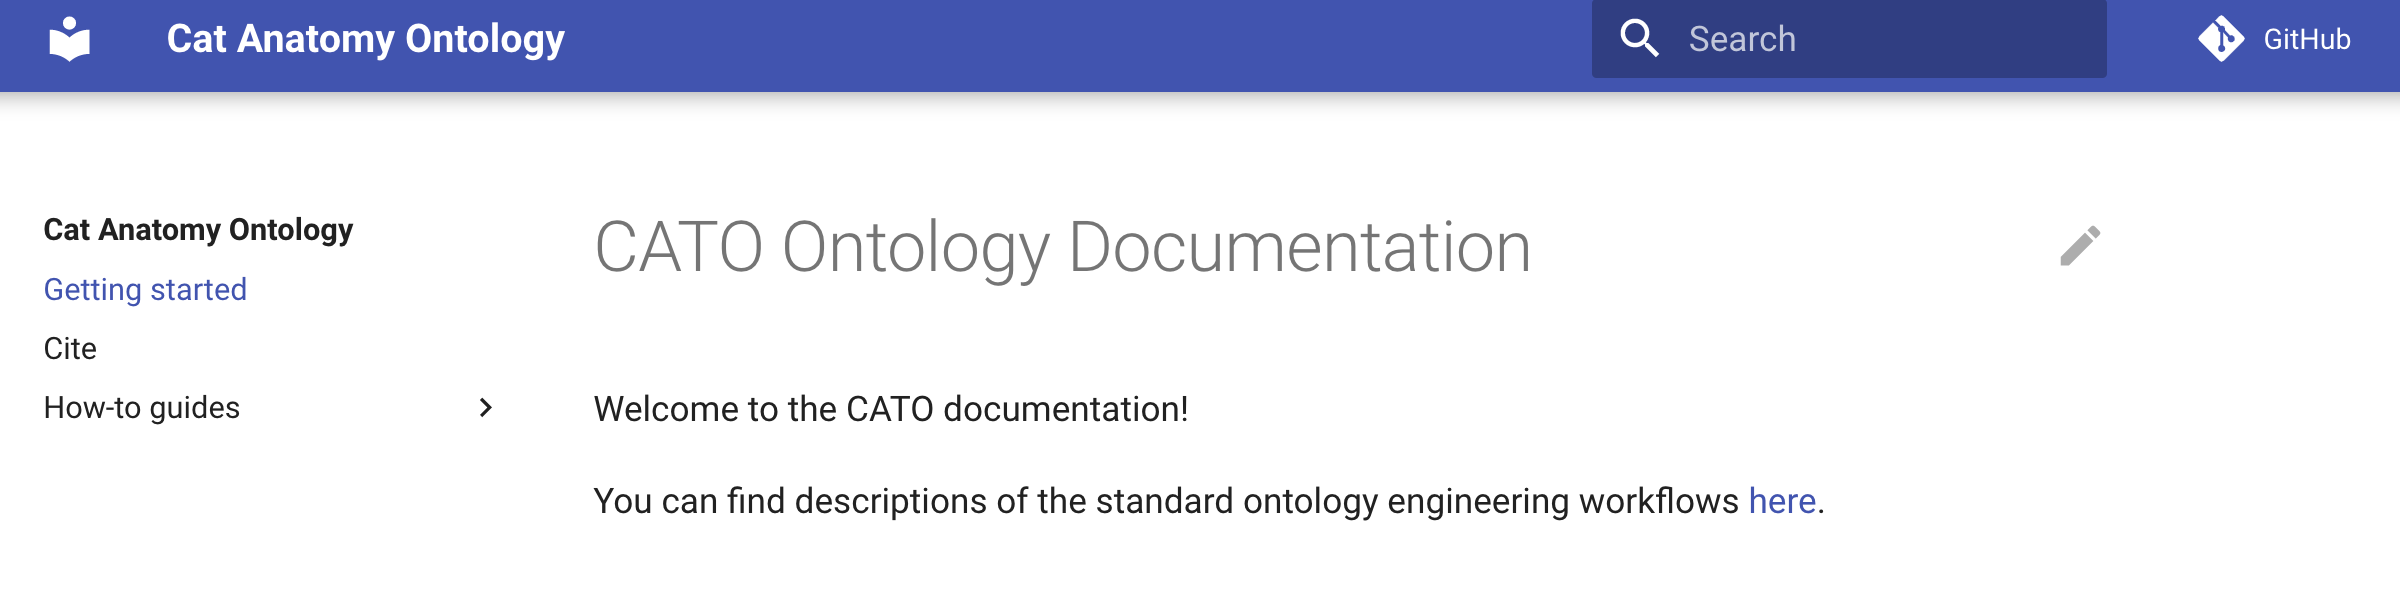 Cat Anatomy Ontology
Search
GitHub
Cat Anatomy Ontology
Getting started
Cite
How-to guides
CATO Ontology Documentation
Welcome to the CATO documentation!
You can find descriptions of the standard ontology engineering workflows here.